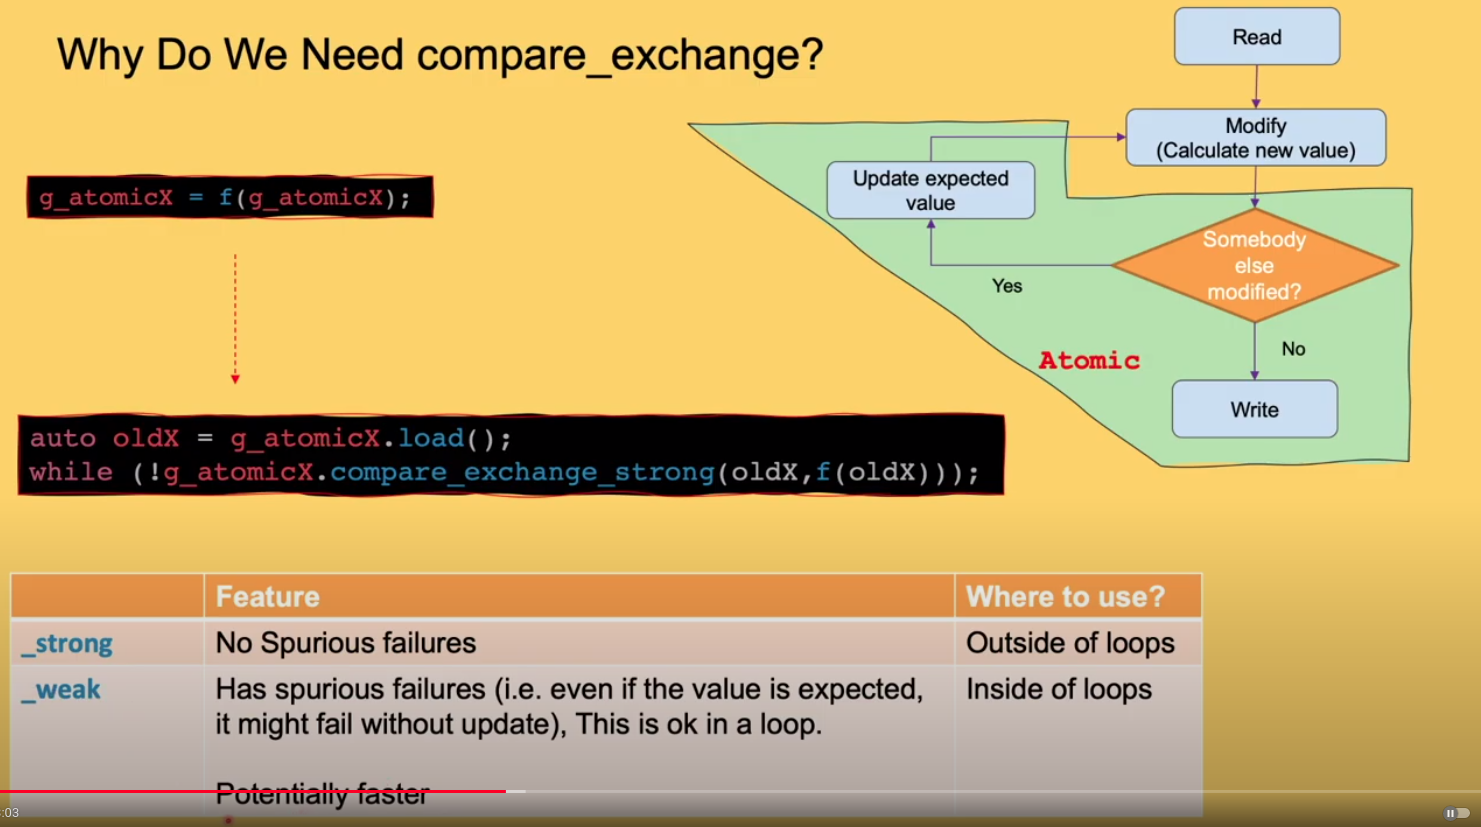 Why Do We Need compare_exchange?
g_atomicX = f(g_atomicX);
auto oldX = g_atomicX.load();
while (!g_atomicX.compare_exchange_strong(oldX,f(oldX)));
Read
Modify
(Calculate new value)
Update expected
value
Somebody
else
modified?
Yes
No
Atomic
Write
Feature
Where to use?
_strong
No Spurious failures
Outside of loops
_weak
Has spurious failures (i.e. even if the value is expected,
it might fail without update), This is ok in a loop.
Inside of loops
Potentially faster
:03